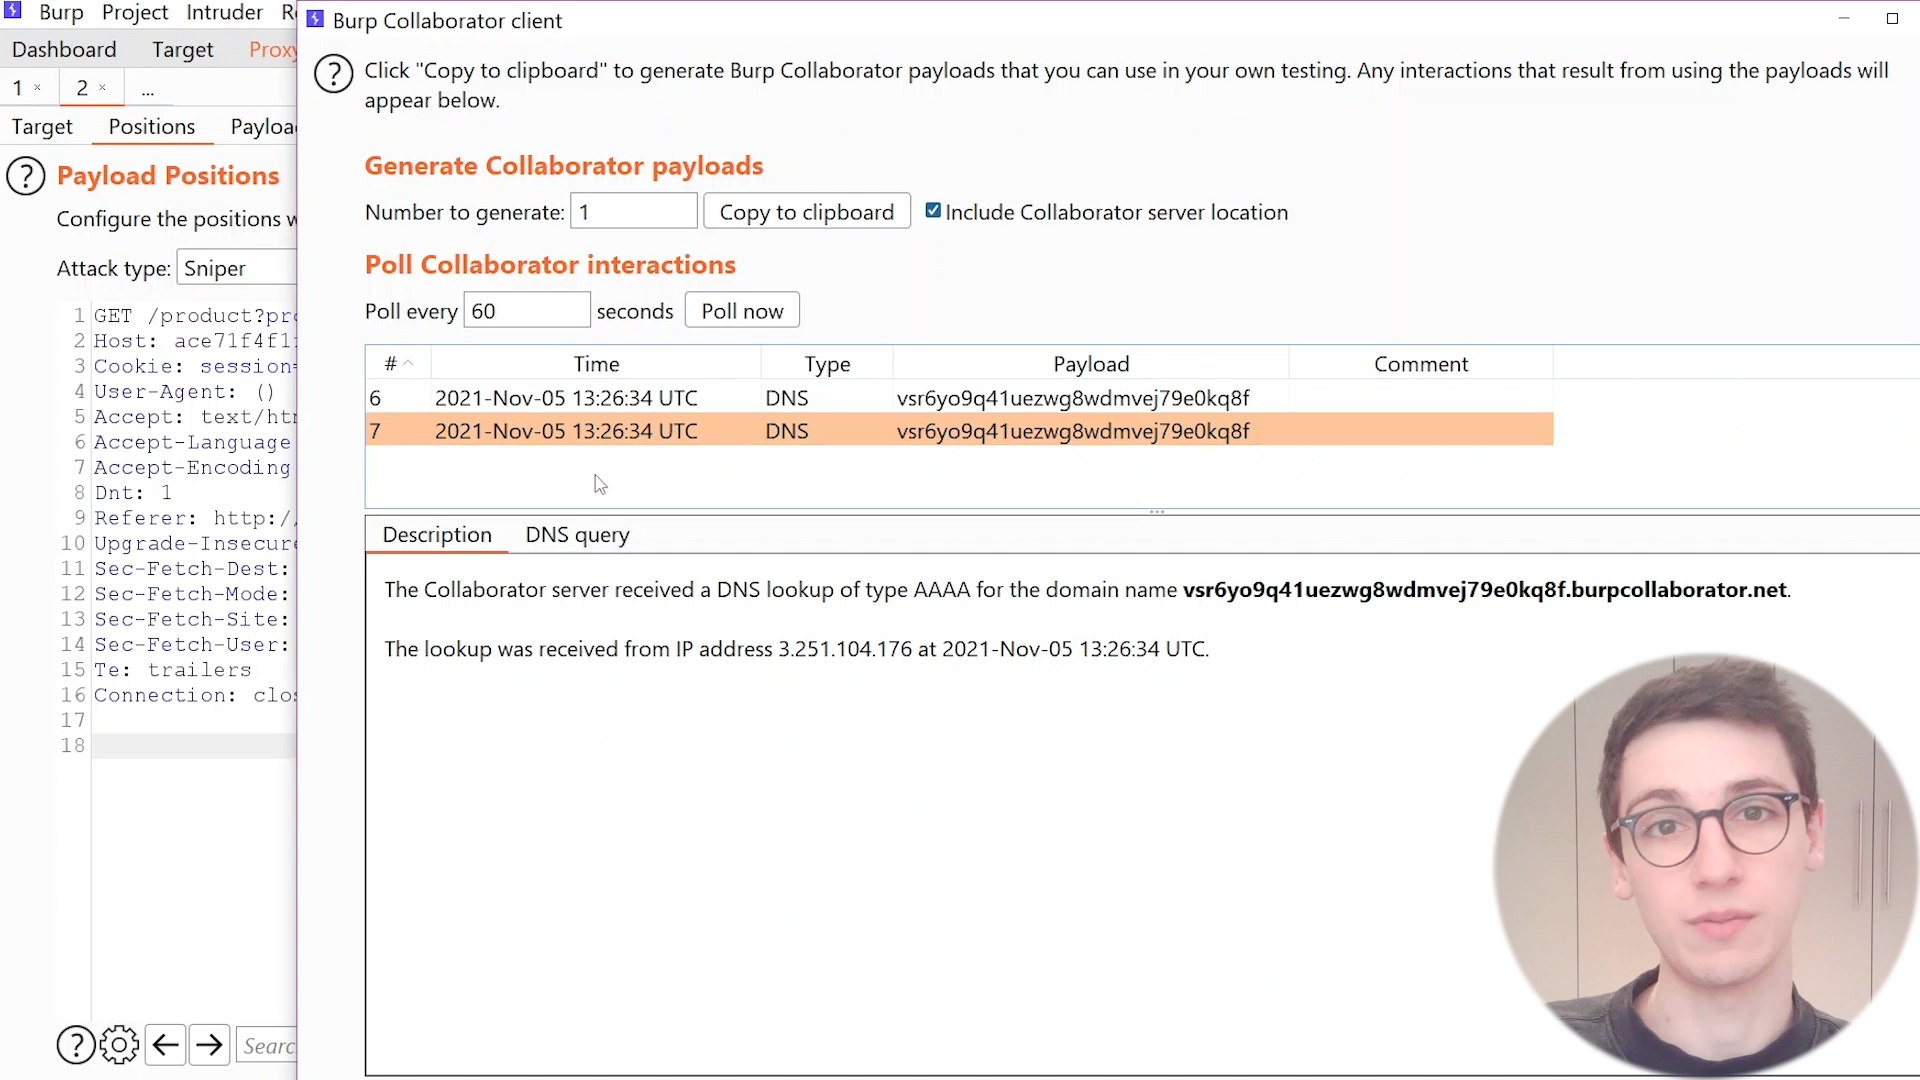 Burp Project Intruder
Dashboard Target Proxy
1 × 2 × ...
Target Positions
? Payload Positions
Configure the positions
Attack type: Sniper
1 GET /product?
2 Host: ace71f4f1
3 Cookie: session=
4 User-Agent: ()
5 Accept:
6 Accept-Language
7 Accept-Encoding
8 Dnt: 1
9 Referer: http:/
10
11 Sec-Fetch-Dest:
12 Sec-Fetch-Mode:
13 Sec-Fetch-Site:
14 Sec-Fetch-User:
15 Te: trailers
16 Connection:
17
18
?
Burp Collaborator client
? Click "Copy to clipboard" to generate Burp Collaborator payloads that you can use in your own testing. Any interactions that result from using the payloads will
appear below.
Generate Collaborator payloads
Number to generate: 1 Copy to clipboard Include Collaborator server location
Poll Collaborator interactions
Poll every 60 seconds Poll now
# Time Type Payload Comment
6 2021-Nov-05 13:26:34 UTC DNS vsr6yo9q41uezwg8wdmvej79e0kq8f
7 2021-Nov-05 13:26:34 UTC DNS vsr6yo9q41uezwg8wdmvej79e0kq8f
Description DNS query
The Collaborator server received a DNS lookup of type AAAA for the domain name vsr6yo9q41uezwg8wdmvej79e0kq8f.burpcollaborator.net.
The lookup was received from IP address 3.251.104.176 at 2021-Nov-05 13:26:34 UTC.